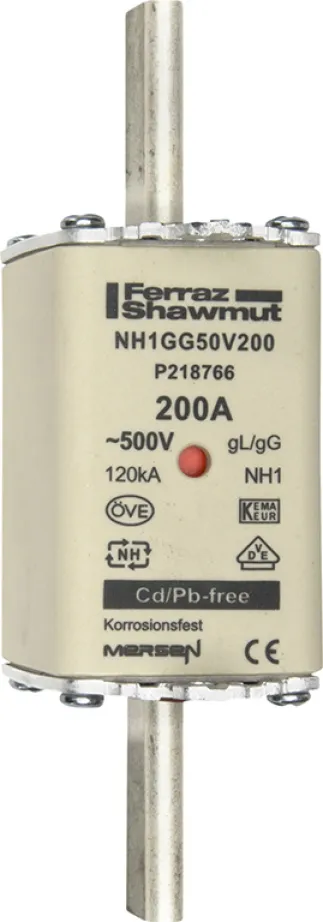 Ferraz
Shawmut
NH1GG50V200
P218766
200A
~500V gL/gG
120kA NH1
ÖVE KEMA
KEUR
NH VDE
Cd/Pb-free
Korrosionsfest
MERSEN CE